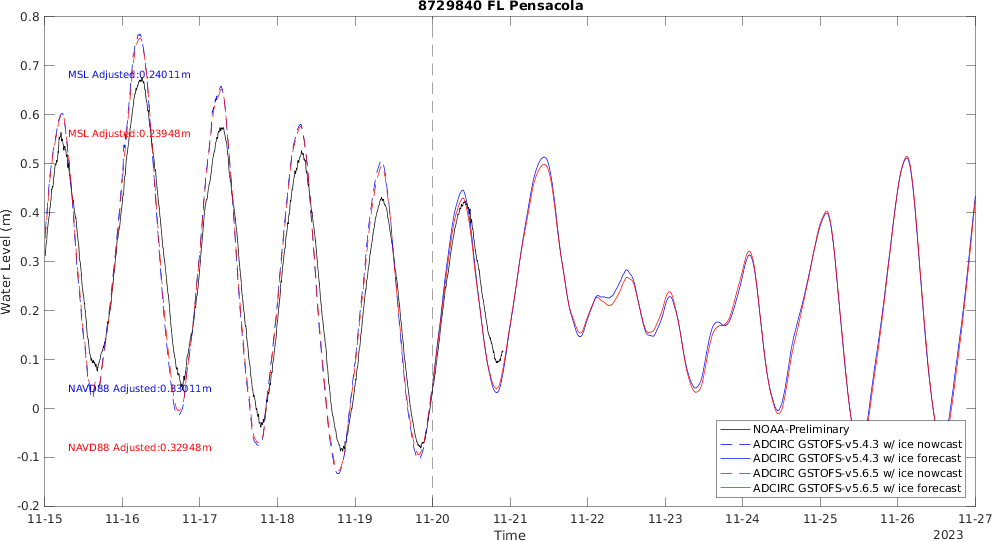 8729840 FL Pensacola
0.8
0.7
MSL Adjusted:0.24011m
0.6
MSL Adjusted:0.23948m
0.5
0.4
Water Level (m)
0.3
0.2
0.1
NAVD88 Adjusted:0.33011m
0
NOAA-Preliminary
ADCIRC GSTOFS-v5.4.3 w/ ice nowcast
NAVD88 Adjusted:0.32948m
-0.1
ADCIRC GSTOFS-v5.4.3 w/ ice forecast
ADCIRC GSTOFS-v5.6.5 w/ ice nowcast
ADCIRC GSTOFS-v5.6.5 w/ ice forecast
-0.2
11-15 11-16 11-17 11-18 11-19 11-20 11-21 11-22 11-23 11-24 11-25 11-26 11-27
Time
2023